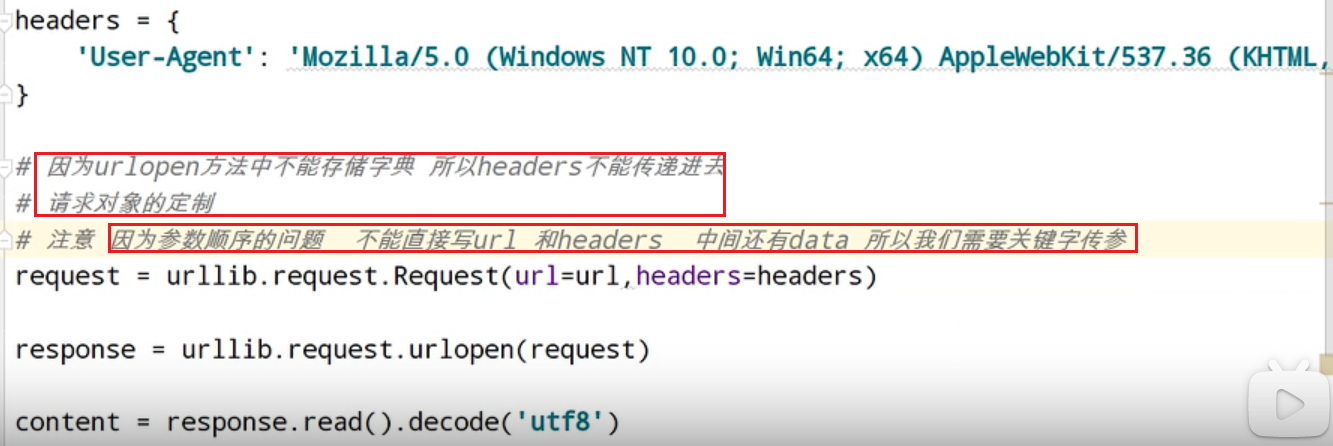 headers = {
'User-Agent': 'Mozilla/5.0 (Windows NT 10.0; Win64; x64) AppleWebKit/537.36 (KHTML,
}
# 因为urlopen方法中不能存储字典 所以headers不能传递进去
# 请求对象的定制
# 注意 因为参数顺序的问题 不能直接写url 和headers 中间还有data 所以我们需要关键字传参
request = urllib.request.Request(url=url,headers=headers)
response = urllib.request.urlopen(request)
content = response.read().decode('utf8')